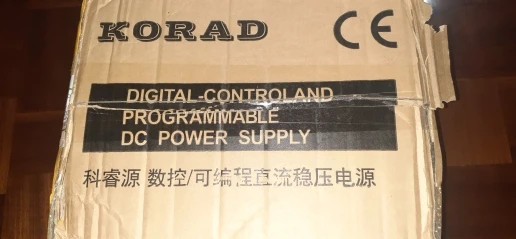 KORAD CE
DIGITAL-CONTROLAND
PROGRAMMABLE
DC POWER SUPPLY
科睿源 数控/可编程直流稳压电源